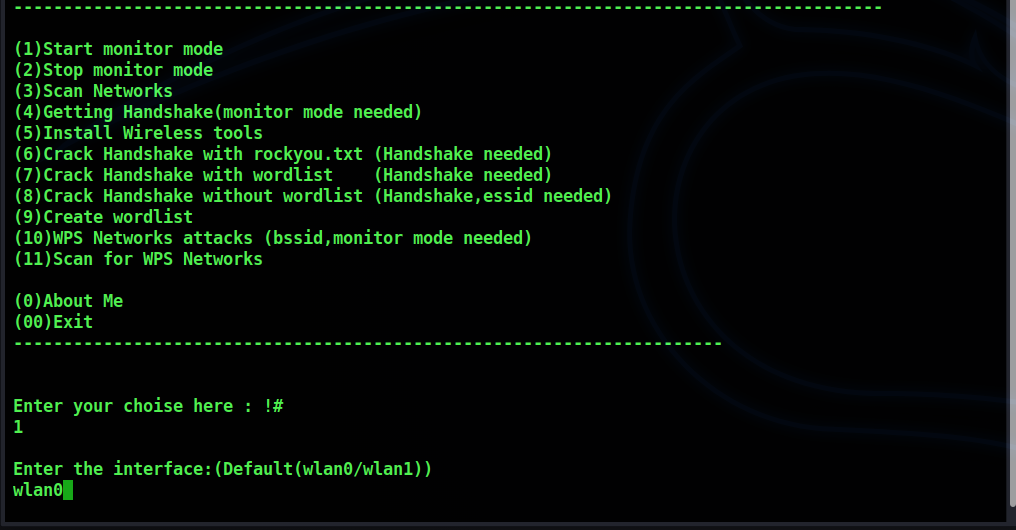 ---------------------------------------------------------------------------------------
(1)Start monitor mode
(2)Stop monitor mode
(3)Scan Networks
(4)Getting Handshake(monitor mode needed)
(5)Install Wireless tools
(6)Crack Handshake with rockyou.txt (Handshake needed)
(7)Crack Handshake with wordlist    (Handshake needed)
(8)Crack Handshake without wordlist (Handshake,essid needed)
(9)Create wordlist
(10)WPS Networks attacks (bssid,monitor mode needed)
(11)Scan for WPS Networks
(0)About Me
(00)Exit
-----------------------------------------------------------------------
Enter your choise here : !#
1
Enter the interface:(Default(wlan0/wlan1))
wlan0